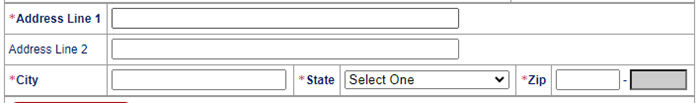 *Address Line 1
Address Line 2
*City *State Select One *Zip -